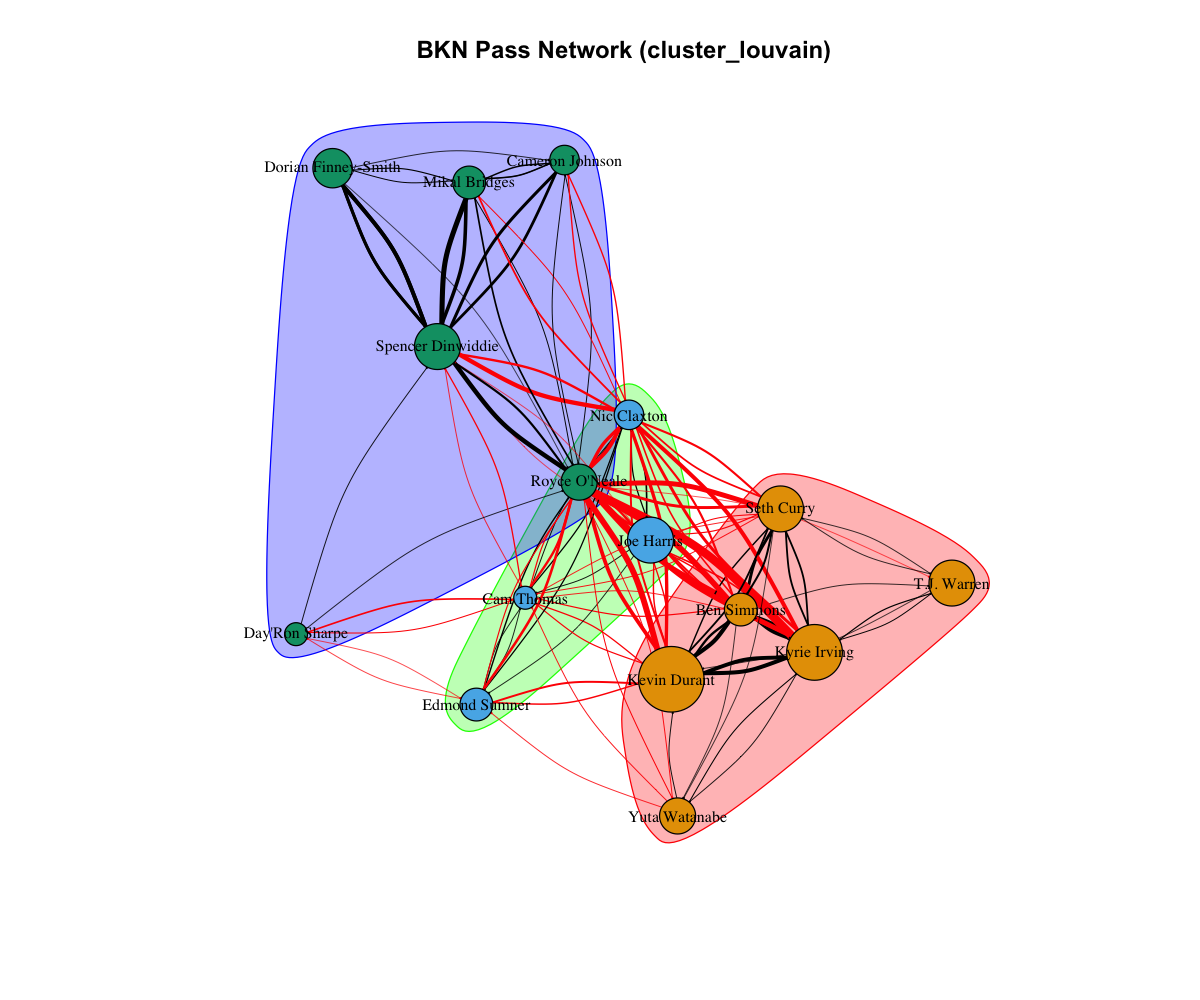 BKN Pass Network (cluster_louvain)
Cameron Johnson
Dorian Finney-Smith
Mikal Bridges
Spencer Dinwiddie
Nic Claxton
Royce O'Neale
Seth Curry
Joe Harris
T.J. Warren
Cam Thomas
Ben Simmons
Day'Ron Sharpe
Kyrie Irving
Kevin Durant
Edmond Sumner
Yuta Watanabe